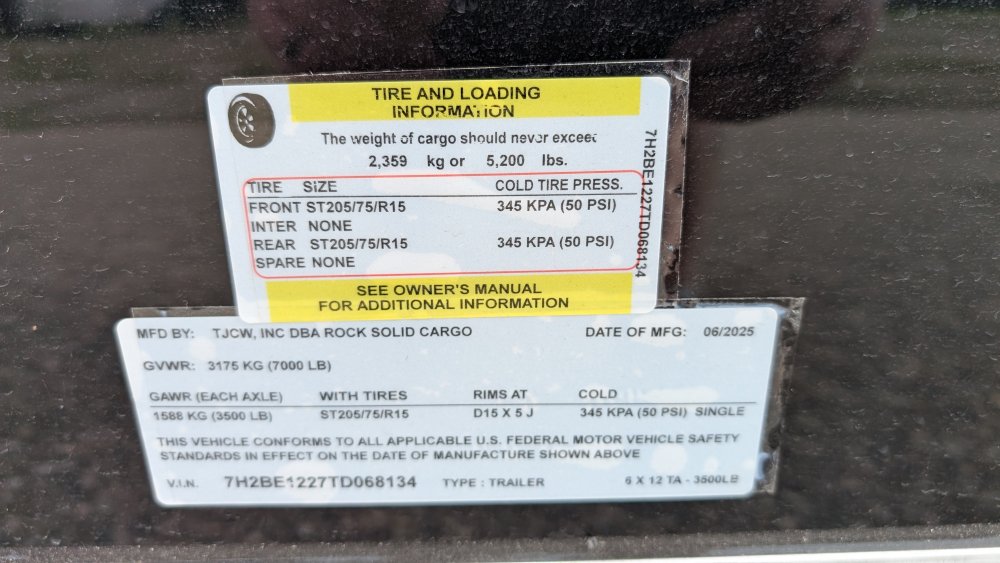 TIRE AND LOADING
INFORMATION
The weight of cargo should never exceed
2,359 kg or 5,200 lbs.
TIRE SIZE COLD TIRE PRESS.
FRONT ST205/75/R15 345 KPA (50 PSI)
INTER NONE
REAR ST205/75/R15 345 KPA (50 PSI)
SPARE NONE
SEE OWNER'S MANUAL
FOR ADDITIONAL INFORMATION
7H2BE1227TD068134
MFD BY: TJCW, INC DBA ROCK SOLID CARGO DATE OF MFG: 06/2025
GVWR: 3175 KG (7000 LB)
GAWR (EACH AXLE) WITH TIRES RIMS AT COLD
1588 KG (3500 LB) ST205/75/R15 D15 X 5 J 345 KPA (50 PSI) SINGLE
THIS VEHICLE CONFORMS TO ALL APPLICABLE U.S. FEDERAL MOTOR VEHICLE SAFETY
STANDARDS IN EFFECT ON THE DATE OF MANUFACTURE SHOWN ABOVE
V.I.N. 7H2BE1227TD068134 TYPE : TRAILER 6 X 12 TA - 3500LB